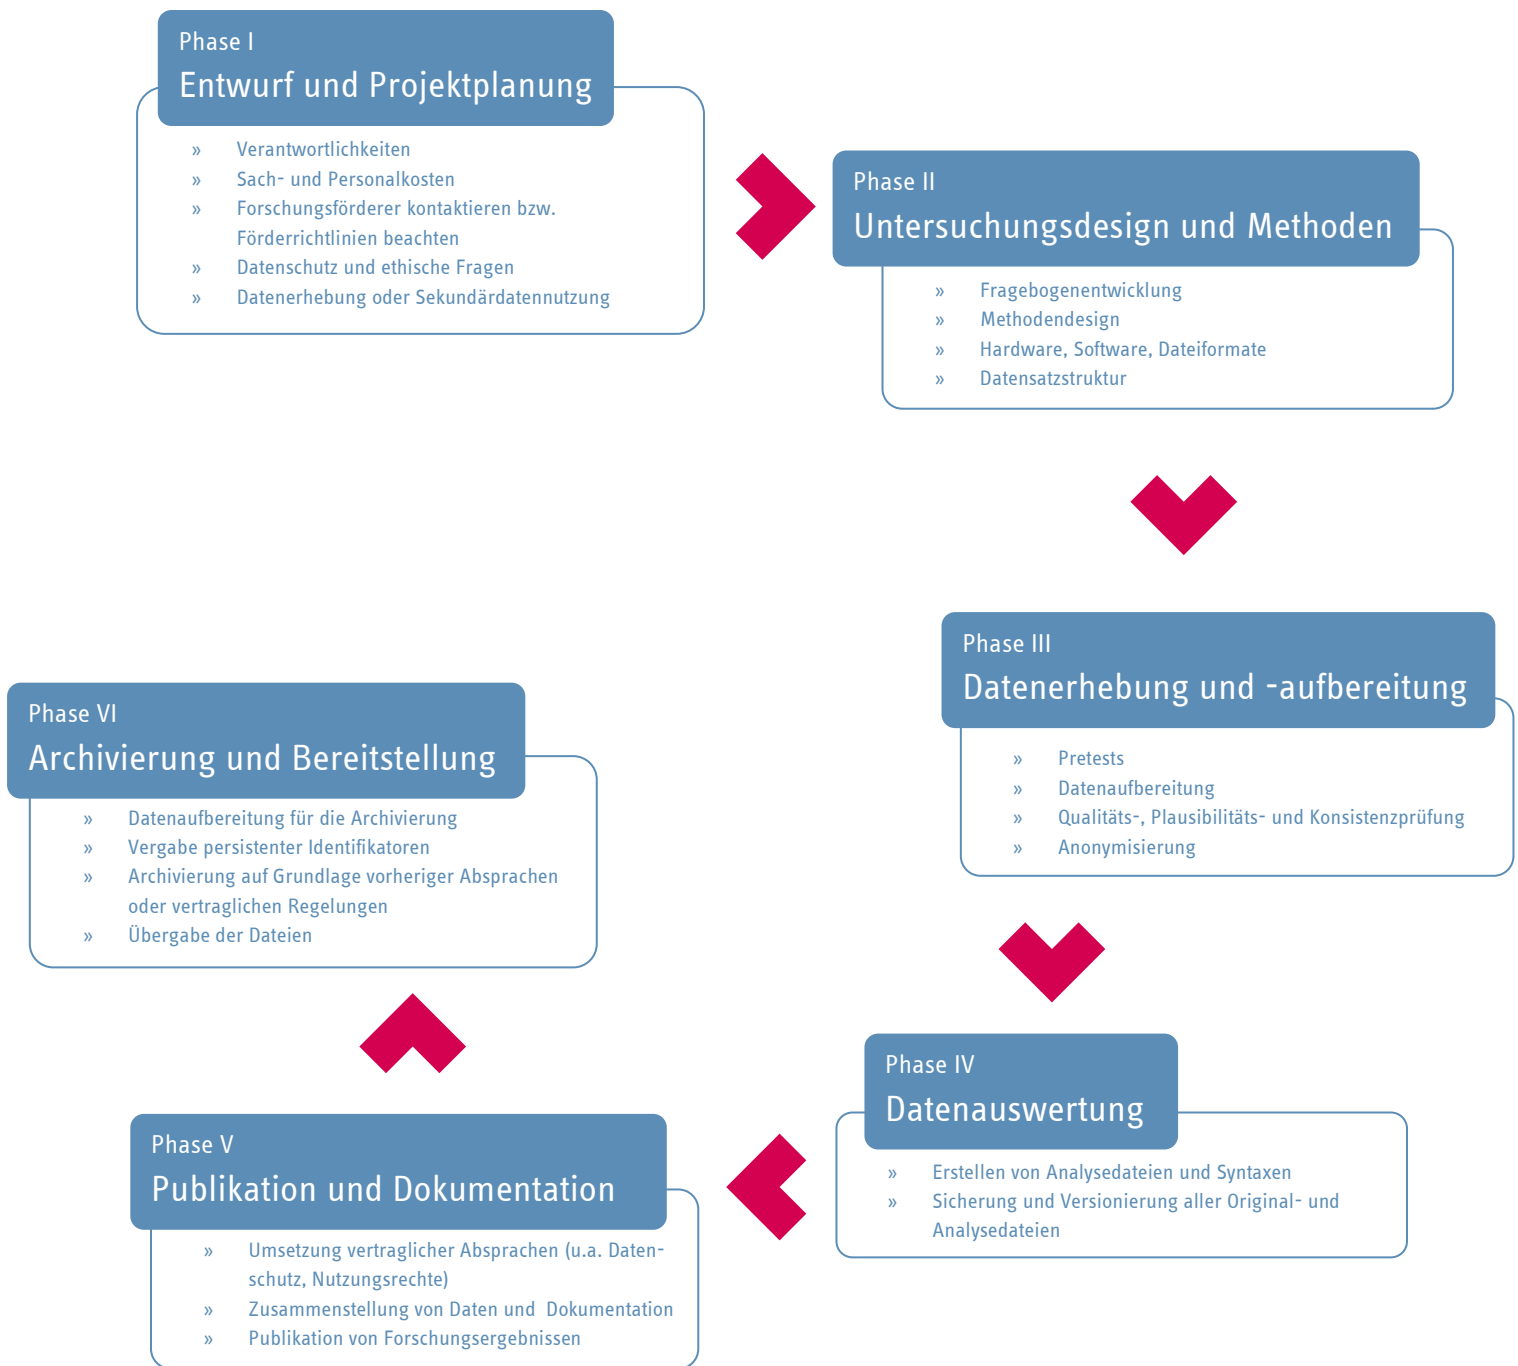 Phase I
Entwurf und Projektplanung
» Verantwortlichkeiten
» Sach- und Personalkosten
» Forschungsförderer kontaktieren bzw.
Förderrichtlinien beachten
» Datenschutz und ethische Fragen
» Datenerhebung oder Sekundärdatennutzung
Phase II
Untersuchungsdesign und Methoden
» Fragebogenentwicklung
» Methodendesign
» Hardware, Software, Dateiformate
» Datensatzstruktur
Phase III
Datenerhebung und -aufbereitung
» Pretests
» Datenaufbereitung
» Qualitäts-, Plausibilitäts- und Konsistenzprüfung
» Anonymisierung
Phase IV
Datenauswertung
» Erstellen von Analysedateien und Syntaxen
» Sicherung und Versionierung aller Original- und
Analysedateien
Phase V
Publikation und Dokumentation
» Umsetzung vertraglicher Absprachen (u.a. Daten-
schutz, Nutzungsrechte)
» Zusammenstellung von Daten und Dokumentation
» Publikation von Forschungsergebnissen
Phase VI
Archivierung und Bereitstellung
» Datenaufbereitung für die Archivierung
» Vergabe persistenter Identifikatoren
» Archivierung auf Grundlage vorheriger Absprachen
oder vertraglichen Regelungen
» Übergabe der Dateien